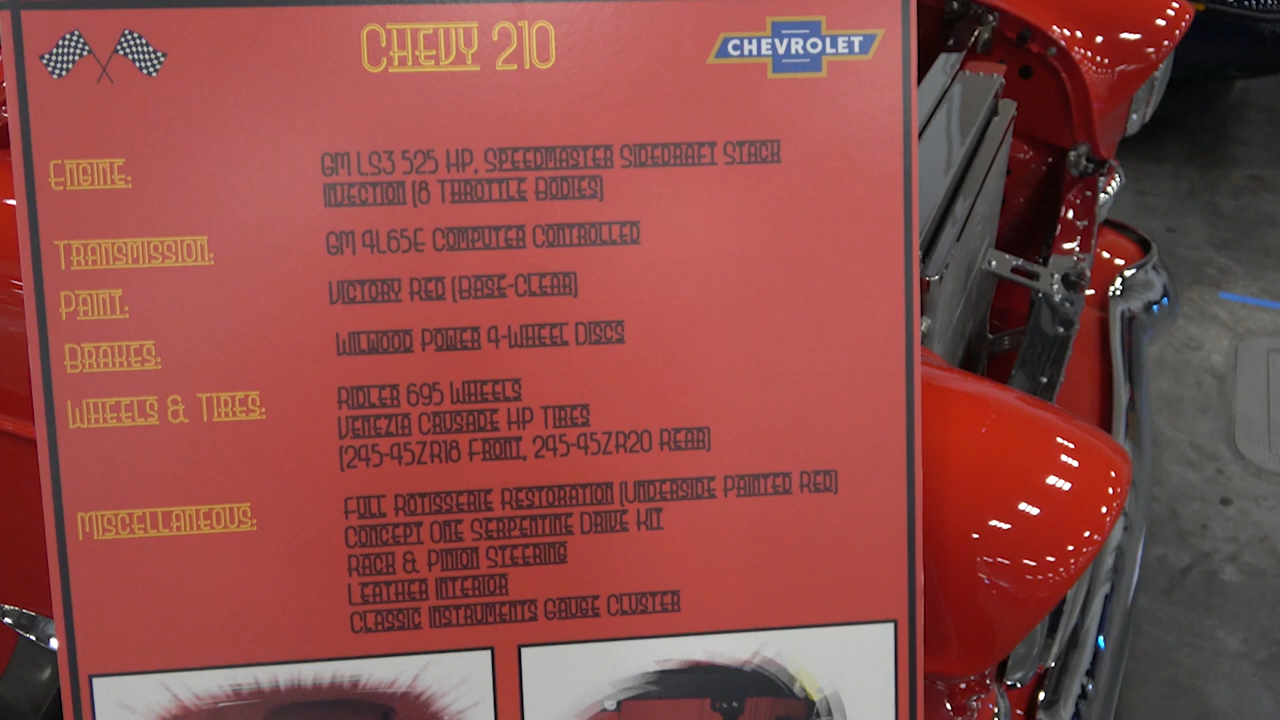 Chevy 210
CHEVROLET
Engine:
GM LS3 525 HP, Speedmaster Sidedraft Stack
Injection (8 Throttle Bodies)
Transmission:
GM 4L65E Computer Controlled
Paint:
Victory Red (Base-Clear)
Brakes:
Wilwood Power 4-Wheel Discs
Wheels & Tires:
Ridler 695 Wheels
Venezia Crusade HP Tires
(245-45ZR18 Front, 245-45ZR20 Rear)
Miscellaneous:
Full Rotisserie Restoration (Underside Painted Red)
Concept One Serpentine Drive Kit
Rack & Pinion Steering
Leather Interior
Classic Instruments Gauge Cluster